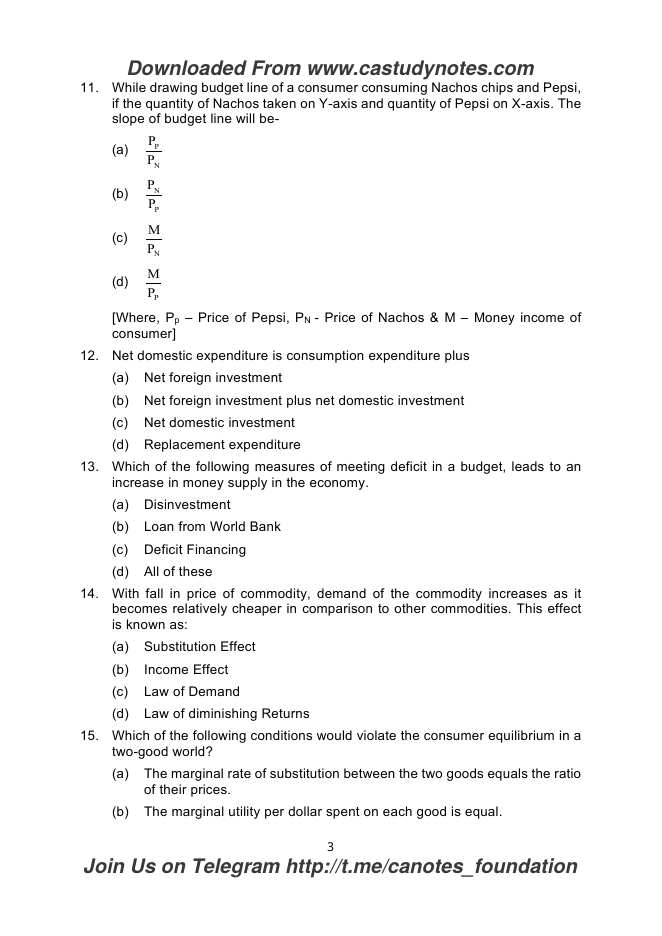 Downloaded From www.castudynotes.com
11. While drawing budget line of a consumer consuming Nachos chips and Pepsi,
if the quantity of Nachos taken on Y-axis and quantity of Pepsi on X-axis. The
slope of budget line will be-
(a) P_P / P_N
(b) P_N / P_P
(c) M / P_N
(d) M / P_P
[Where, Pp – Price of Pepsi, PN - Price of Nachos & M – Money income of
consumer]
12. Net domestic expenditure is consumption expenditure plus
(a) Net foreign investment
(b) Net foreign investment plus net domestic investment
(c) Net domestic investment
(d) Replacement expenditure
13. Which of the following measures of meeting deficit in a budget, leads to an
increase in money supply in the economy.
(a) Disinvestment
(b) Loan from World Bank
(c) Deficit Financing
(d) All of these
14. With fall in price of commodity, demand of the commodity increases as it
becomes relatively cheaper in comparison to other commodities. This effect
is known as:
(a) Substitution Effect
(b) Income Effect
(c) Law of Demand
(d) Law of diminishing Returns
15. Which of the following conditions would violate the consumer equilibrium in a
two-good world?
(a) The marginal rate of substitution between the two goods equals the ratio
of their prices.
(b) The marginal utility per dollar spent on each good is equal.
3
Join Us on Telegram http://t.me/canotes_foundation